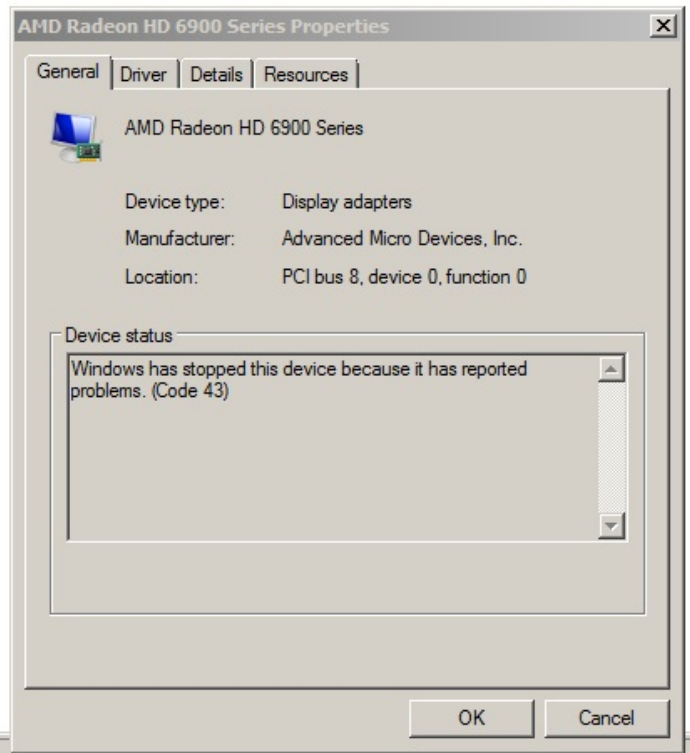 AMD Radeon HD 6900 Series Properties
General Driver Details Resources
AMD Radeon HD 6900 Series
Device type: Display adapters
Manufacturer: Advanced Micro Devices, Inc.
Location: PCI bus 8, device 0, function 0
Device status
Windows has stopped this device because it has reported
problems. (Code 43)
OK Cancel